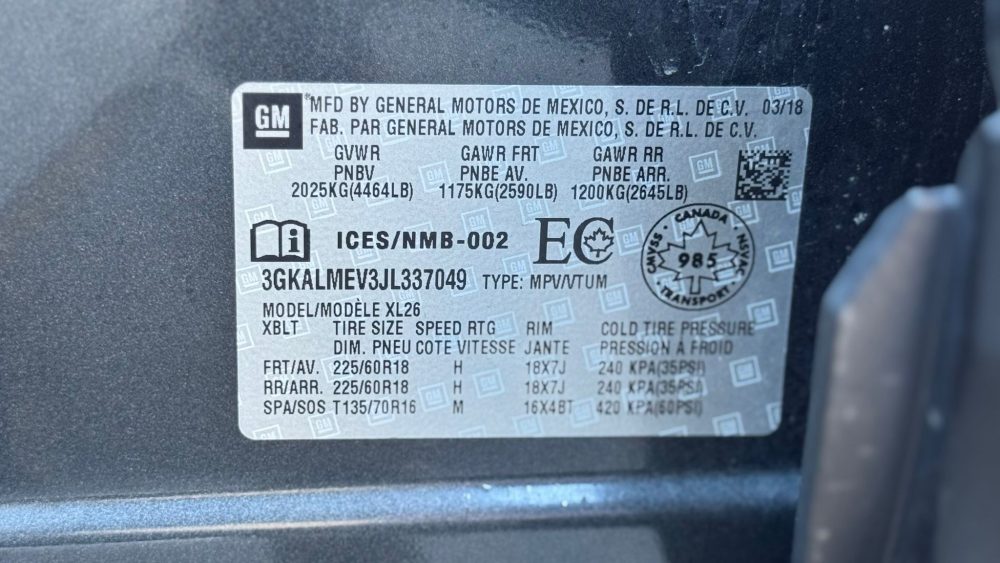 GM
*MFD BY GENERAL MOTORS DE MEXICO, S. DE R.L. DE C.V. 03/18
FAB. PAR GENERAL MOTORS DE MEXICO, S. DE R.L. DE C.V.
GVWR GAWR FRT GAWR RR
PNBV PNBE AV. PNBE ARR.
2025KG(4464LB) 1175KG(2590LB) 1200KG(2645LB)
i ICES/NMB-002 EC
CANADA
CMVSS 985 NSVAC
TRANSPORT
3GKALMEV3JL337049 TYPE: MPV/VTUM
MODEL/MODÈLE XL26
XBLT TIRE SIZE SPEED RTG RIM COLD TIRE PRESSURE
DIM. PNEU COTE VITESSE JANTE PRESSION A FROID
FRT/AV. 225/60R18 H 18X7J 240 KPA(35PSI)
RR/ARR. 225/60R18 H 18X7J 240 KPA(35PSI)
SPA/SOS T135/70R16 M 16X4BT 420 KPA(60PSI)